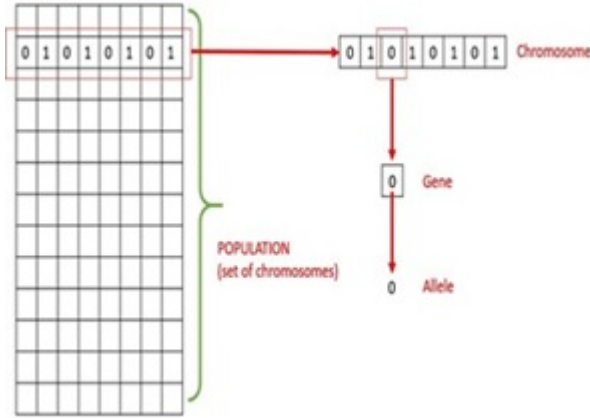 0 1 0 1 0 1 0 1
0 1 0 1 0 1 0 1 Chromosome
0 Gene
POPULATION
(set of chromosomes)
0 Allele